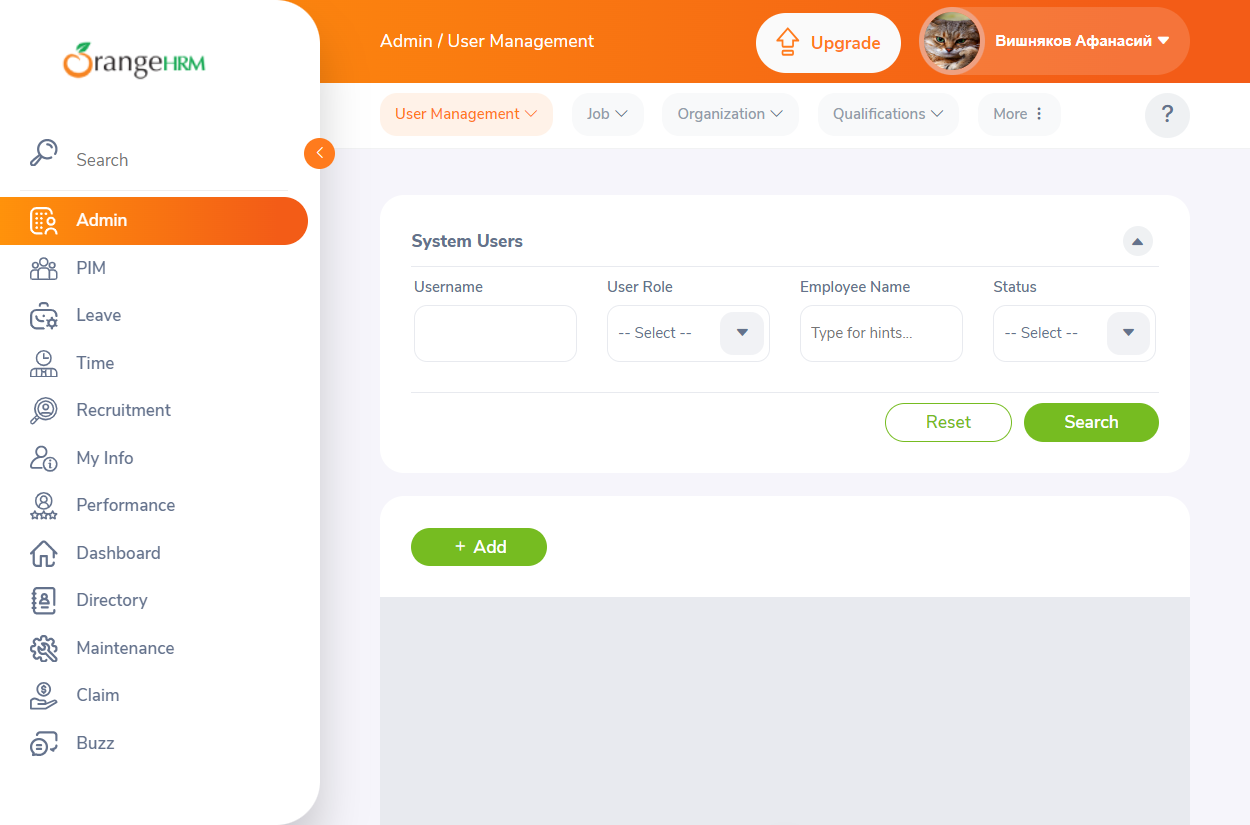 OrangeHRM
Search
Admin
PIM
Leave
Time
Recruitment
My Info
Performance
Dashboard
Directory
Maintenance
Claim
Buzz
Admin / User Management
Upgrade
Вишняков Афанасий
User Management
Job
Organization
Qualifications
More
?
System Users
Username
User Role
Employee Name
Status
-- Select --
Type for hints...
-- Select --
Reset
Search
+ Add